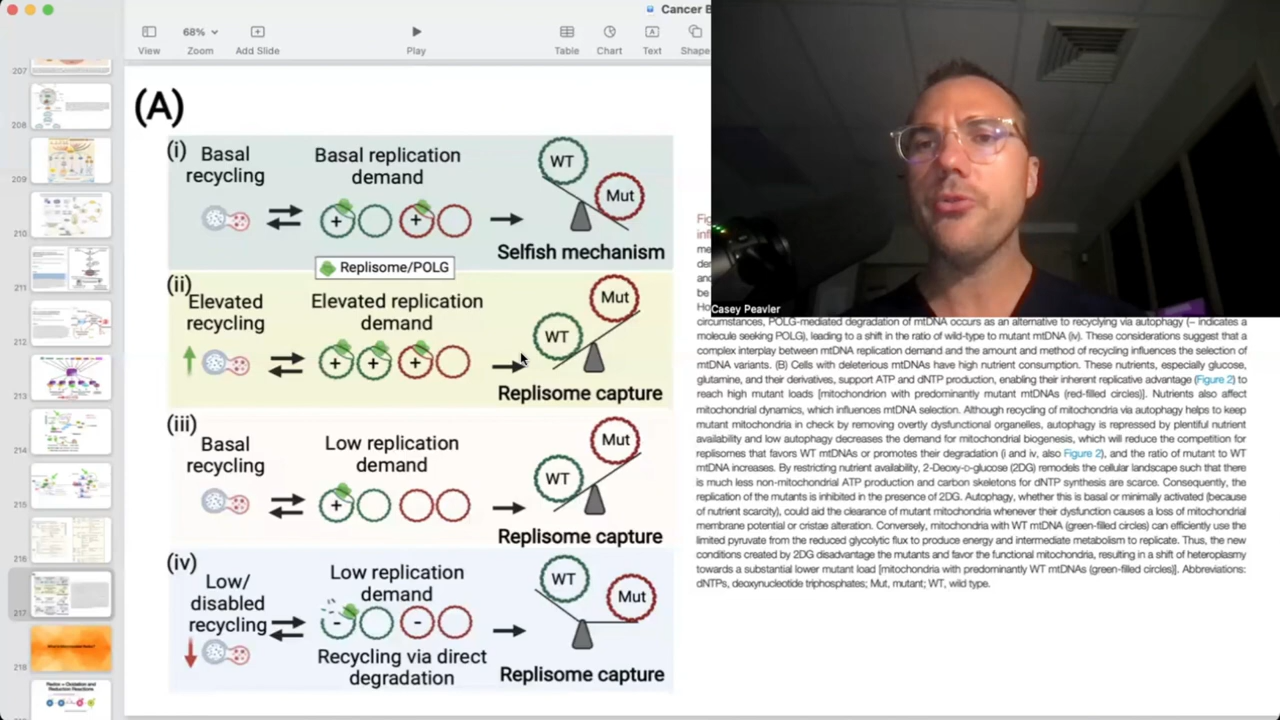 Cancer B
68%
View
Zoom
Add Slide
Play
Table
Chart
Text
Shape
207
208
209
210
211
212
213
214
215
216
217
218
Redox = Oxidation and
Reduction Reactions
(A)
(i)
Basal
recycling
Basal replication
demand
WT
Mut
+
+
Selfish mechanism
Replisome/POLG
(ii)
Elevated
recycling
Elevated replication
demand
WT
Mut
+
+
+
Replisome capture
(iii)
Basal
recycling
Low replication
demand
WT
Mut
+
Replisome capture
(iv)
Low/
disabled
recycling
Low replication
demand
-
-
Recycling via direct
degradation
WT
Mut
Replisome capture
Casey Peavler
Fig
me
de
and
be
Ho
circumstances, POLG-mediated degradation of mtDNA occurs as an alternative to recyclying via autophagy (– indicates a
molecule seeking POLG), leading to a shift in the ratio of wild-type to mutant mtDNA (iv). These considerations suggest that a
complex interplay between mtDNA replication demand and the amount and method of recycling influences the selection of
mtDNA variants. (B) Cells with deleterious mtDNAs have high nutrient consumption. These nutrients, especially glucose,
glutamine, and their derivatives, support ATP and dNTP production, enabling their inherent replicative advantage (Figure 2) to
reach high mutant loads [mitochondrion with predominantly mutant mtDNAs (red-filled circles)]. Nutrients also affect
mitochondrial dynamics, which influences mtDNA selection. Although recycling of mitochondria via autophagy helps to keep
mutant mitochondria in check by removing overtly dysfunctional organelles, autophagy is repressed by plentiful nutrient
availability and low autophagy decreases the demand for mitochondrial biogenesis, which will reduce the competition for
replisomes that favors WT mtDNAs or promotes their degradation (i and iv, also Figure 2), and the ratio of mutant to WT
mtDNA increases. By restricting nutrient availability, 2-Deoxy-D-glucose (2DG) remodels the cellular landscape such that there
is much less non-mitochondrial ATP production and carbon skeletons for dNTP synthesis are scarce. Consequently, the
replication of the mutants is inhibited in the presence of 2DG. Autophagy, whether this is basal or minimally activated (because
of nutrient scarcity), could aid the clearance of mutant mitochondria whenever their dysfunction causes a loss of mitochondrial
membrane potential or cristae alteration. Conversely, mitochondria with WT mtDNA (green-filled circles) can efficiently use the
limited pyruvate from the reduced glycolytic flux to produce energy and intermediate metabolism to replicate. Thus, the new
conditions created by 2DG disadvantage the mutants and favor the functional mitochondria, resulting in a shift of heteroplasmy
towards a substantial lower mutant load [mitochondria with predominantly WT mtDNAs (green-filled circles)]. Abbreviations:
dNTPs, deoxynucleotide triphosphates; Mut, mutant; WT, wild type.